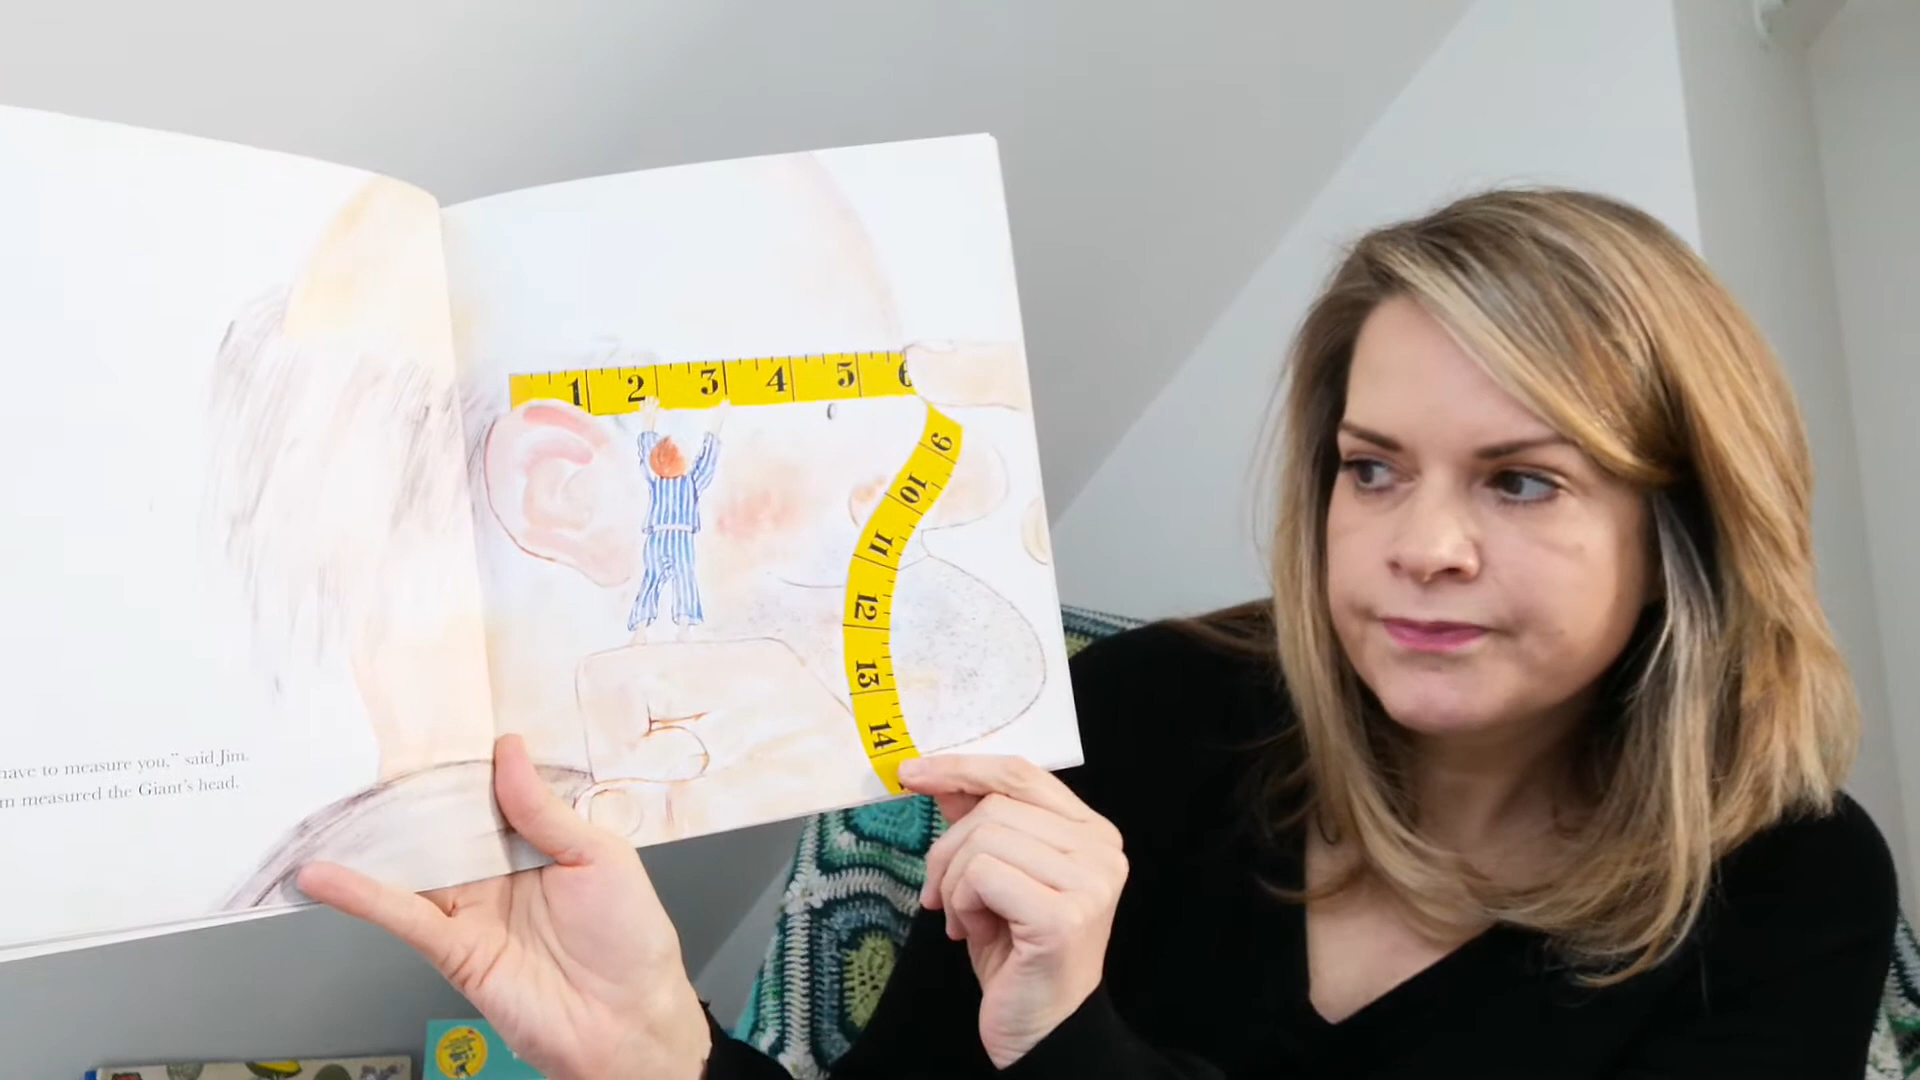 have to measure you,” said Jim.
m measured the Giant’s head.
1 2 3 4 5 6
9
10
11
12
13
14